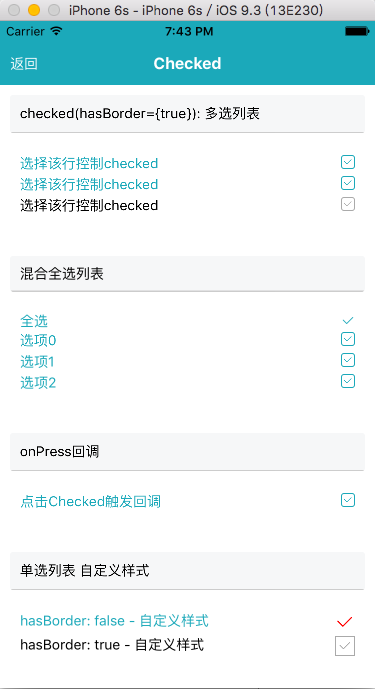 iPhone 6s - iPhone 6s / iOS 9.3 (13E230)
Carrier 7:43 PM
返回 Checked
checked(hasBorder={true}): 多选列表
选择该行控制checked
选择该行控制checked
选择该行控制checked
混合全选列表
全选
选项0
选项1
选项2
onPress回调
点击Checked触发回调
单选列表 自定义样式
hasBorder: false - 自定义样式
hasBorder: true - 自定义样式